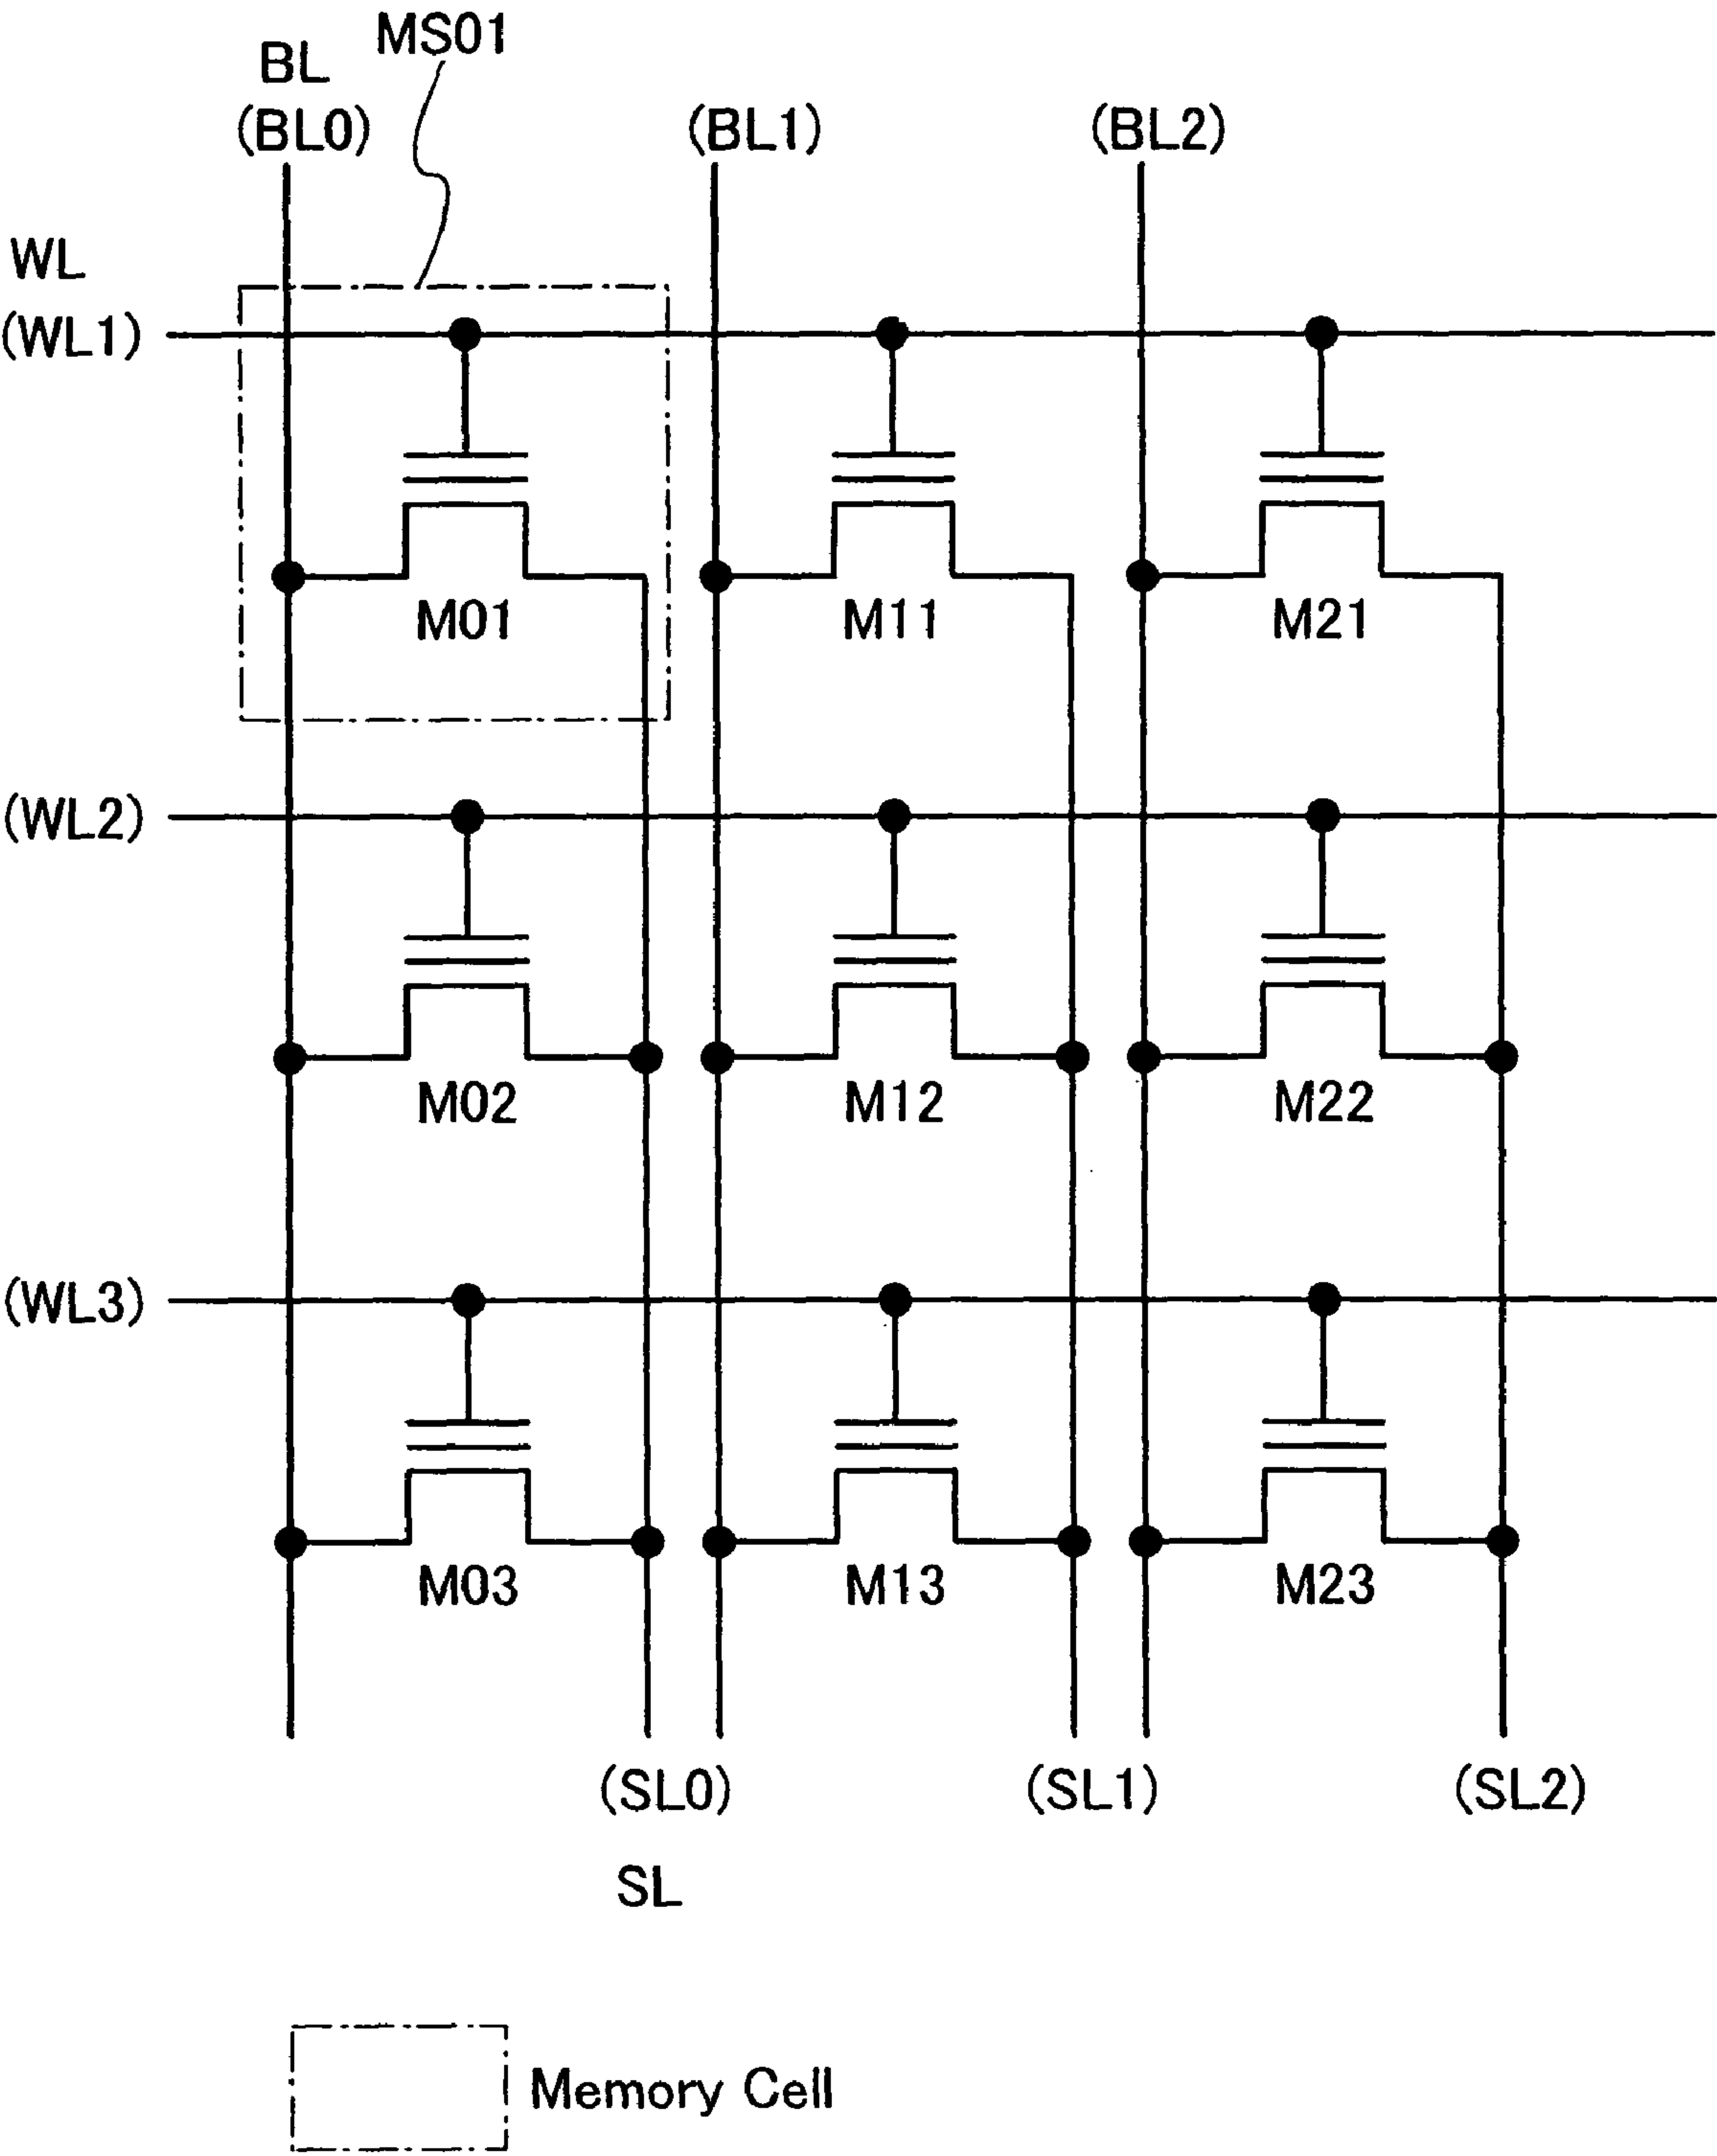 MS01
BL
(BL0)
(BL1)
(BL2)
WL
(WL1)
M01
M11
M21
(WL2)
M02
M12
M22
(WL3)
M03
M13
M23
(SL0)
(SL1)
(SL2)
SL
Memory Cell